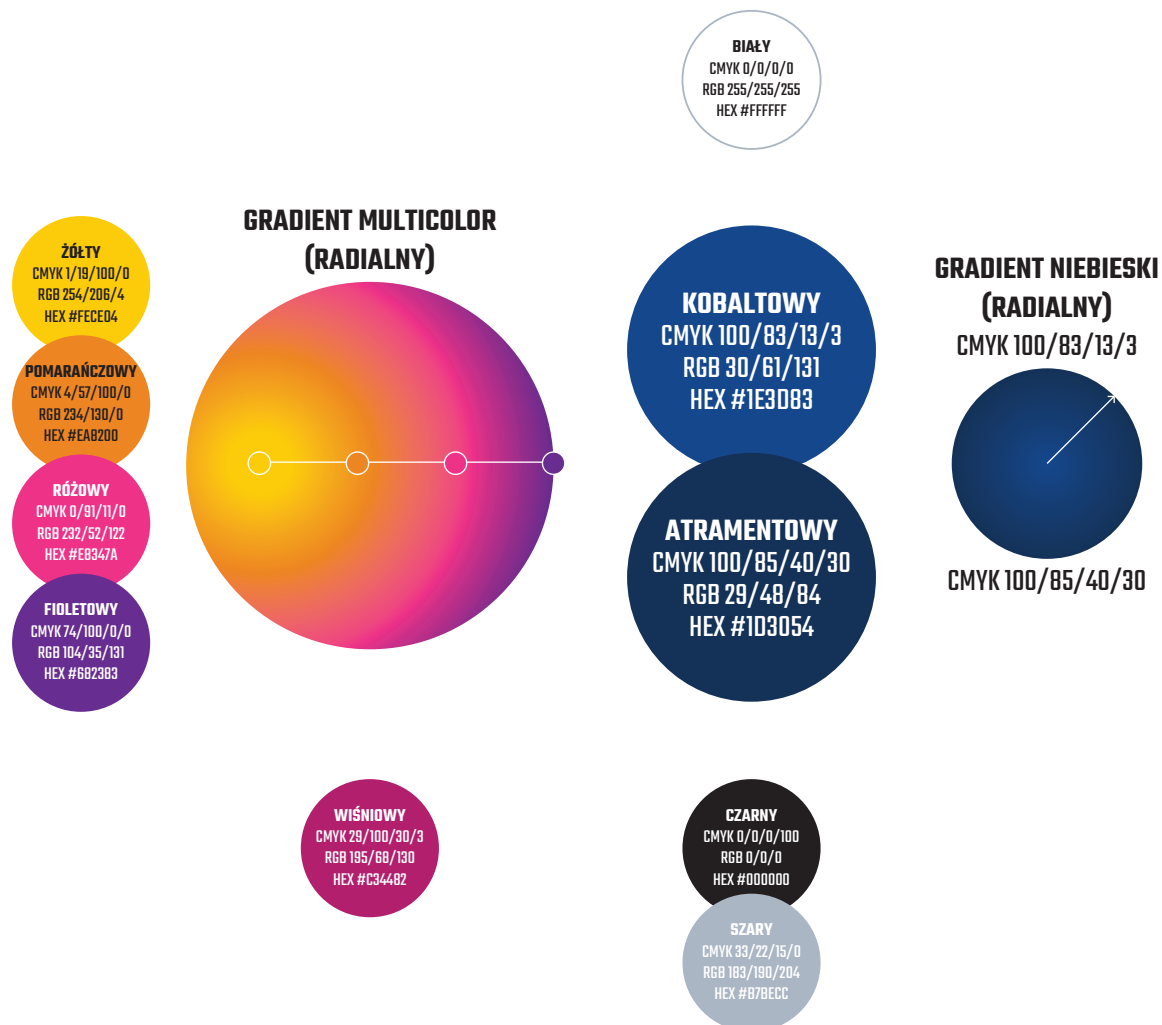 BIAŁY
CMYK 0/0/0/0
RGB 255/255/255
HEX #FFFFFF
GRADIENT MULTICOLOR
(RADIALNY)
ŻÓŁTY
CMYK 1/19/100/0
RGB 254/206/4
HEX #FECE04
POMARAŃCZOWY
CMYK 4/57/100/0
RGB 234/130/0
HEX #EA8200
RÓŻOWY
CMYK 0/91/11/0
RGB 232/52/122
HEX #E8347A
FIOLETOWY
CMYK 74/100/0/0
RGB 104/35/131
HEX #682383
KOBALTOWY
CMYK 100/83/13/3
RGB 30/61/131
HEX #1E3D83
ATRAMENTOWY
CMYK 100/85/40/30
RGB 29/48/84
HEX #1D3054
GRADIENT NIEBIESKI
(RADIALNY)
CMYK 100/83/13/3
CMYK 100/85/40/30
WIŚNIOWY
CMYK 29/100/30/3
RGB 195/68/130
HEX #C34482
CZARNY
CMYK 0/0/0/100
RGB 0/0/0
HEX #000000
SZARY
CMYK 33/22/15/0
RGB 183/190/204
HEX #B7BECC